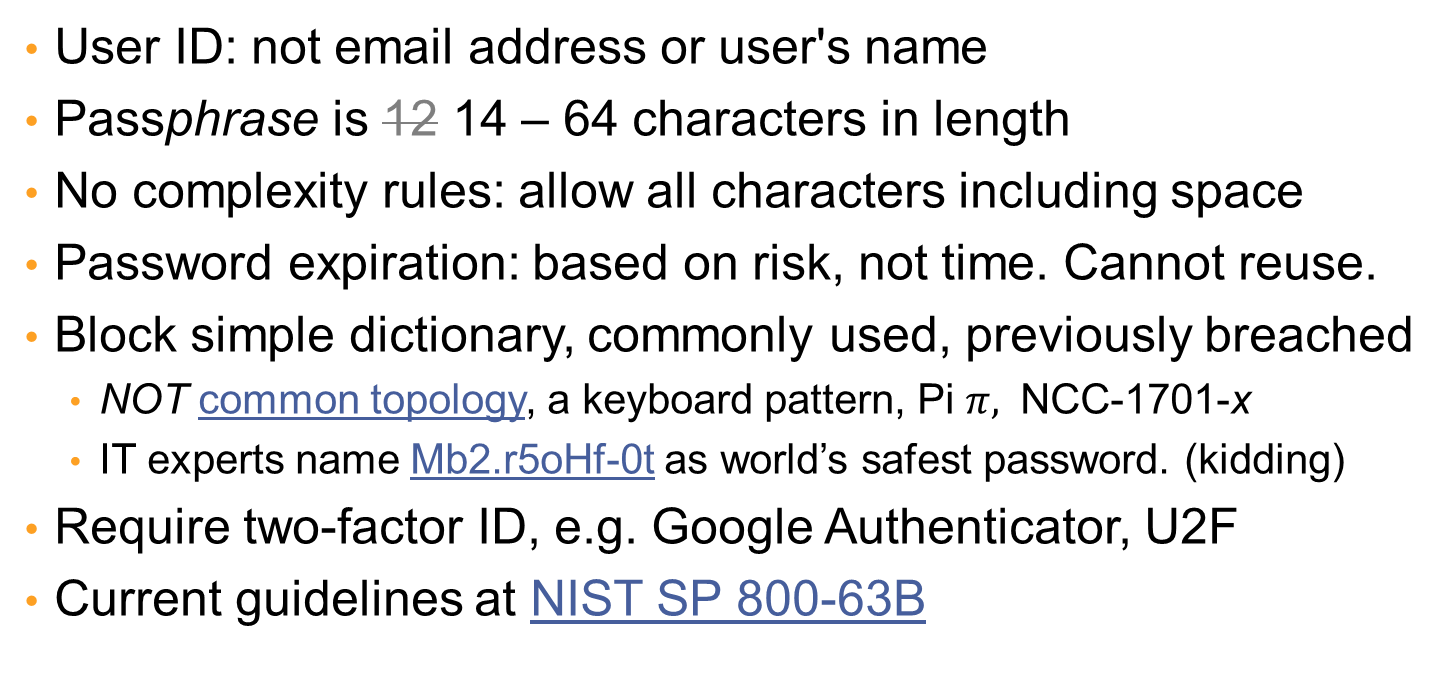 • User ID: not email address or user's name
• Passphrase is 12 14 – 64 characters in length
• No complexity rules: allow all characters including space
• Password expiration: based on risk, not time. Cannot reuse.
• Block simple dictionary, commonly used, previously breached
• NOT common topology, a keyboard pattern, Pi π, NCC-1701-x
• IT experts name Mb2.r5oHf-0t as world’s safest password. (kidding)
• Require two-factor ID, e.g. Google Authenticator, U2F
• Current guidelines at NIST SP 800-63B